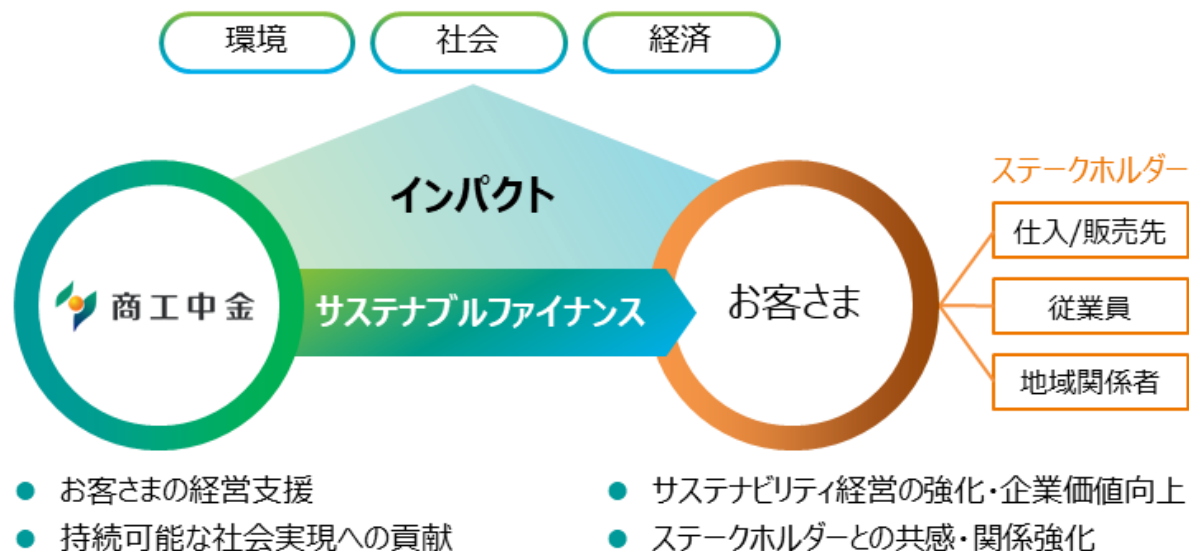 環境
社会
経済
インパクト
商工中金
サステナブルファイナンス
お客さま
ステークホルダー
仕入/販売先
従業員
地域関係者
● お客さまの経営支援
● 持続可能な社会実現への貢献
● サステナビリティ経営の強化・企業価値向上
● ステークホルダーとの共感・関係強化